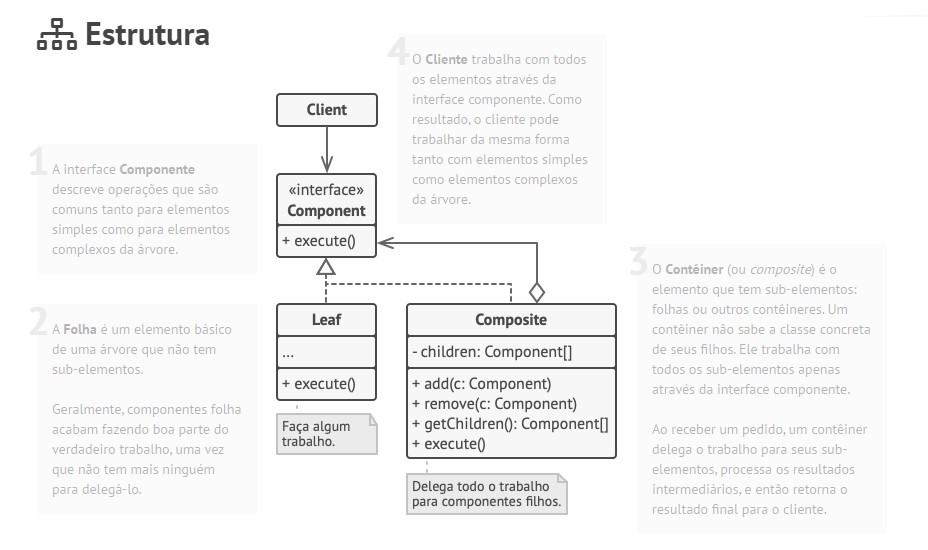 Estrutura
1
A interface Componente
descreve operações que são
comuns tanto para elementos
simples como para elementos
complexos da árvore.
2
A Folha é um elemento básico
de uma árvore que não tem
sub-elementos.
Geralmente, componentes folha
acabam fazendo boa parte do
verdadeiro trabalho, uma vez
que não tem mais ninguém
para delegá-lo.
Client
«interface»
Component
+ execute()
Leaf
...
+ execute()
Faça algum
trabalho.
Composite
- children: Component[]
+ add(c: Component)
+ remove(c: Component)
+ getChildren(): Component[]
+ execute()
Delega todo o trabalho
para componentes filhos.
4
O Cliente trabalha com todos
os elementos através da
interface componente. Como
resultado, o cliente pode
trabalhar da mesma forma
tanto com elementos simples
como elementos complexos
da árvore.
3
O Contêiner (ou composite) é o
elemento que tem sub-elementos:
folhas ou outros contêineres. Um
contêiner não sabe a classe concreta
de seus filhos. Ele trabalha com
todos os sub-elementos apenas
através da interface componente.
Ao receber um pedido, um contêiner
delega o trabalho para seus sub-
elementos, processa os resultados
intermediários, e então retorna o
resultado final para o cliente.